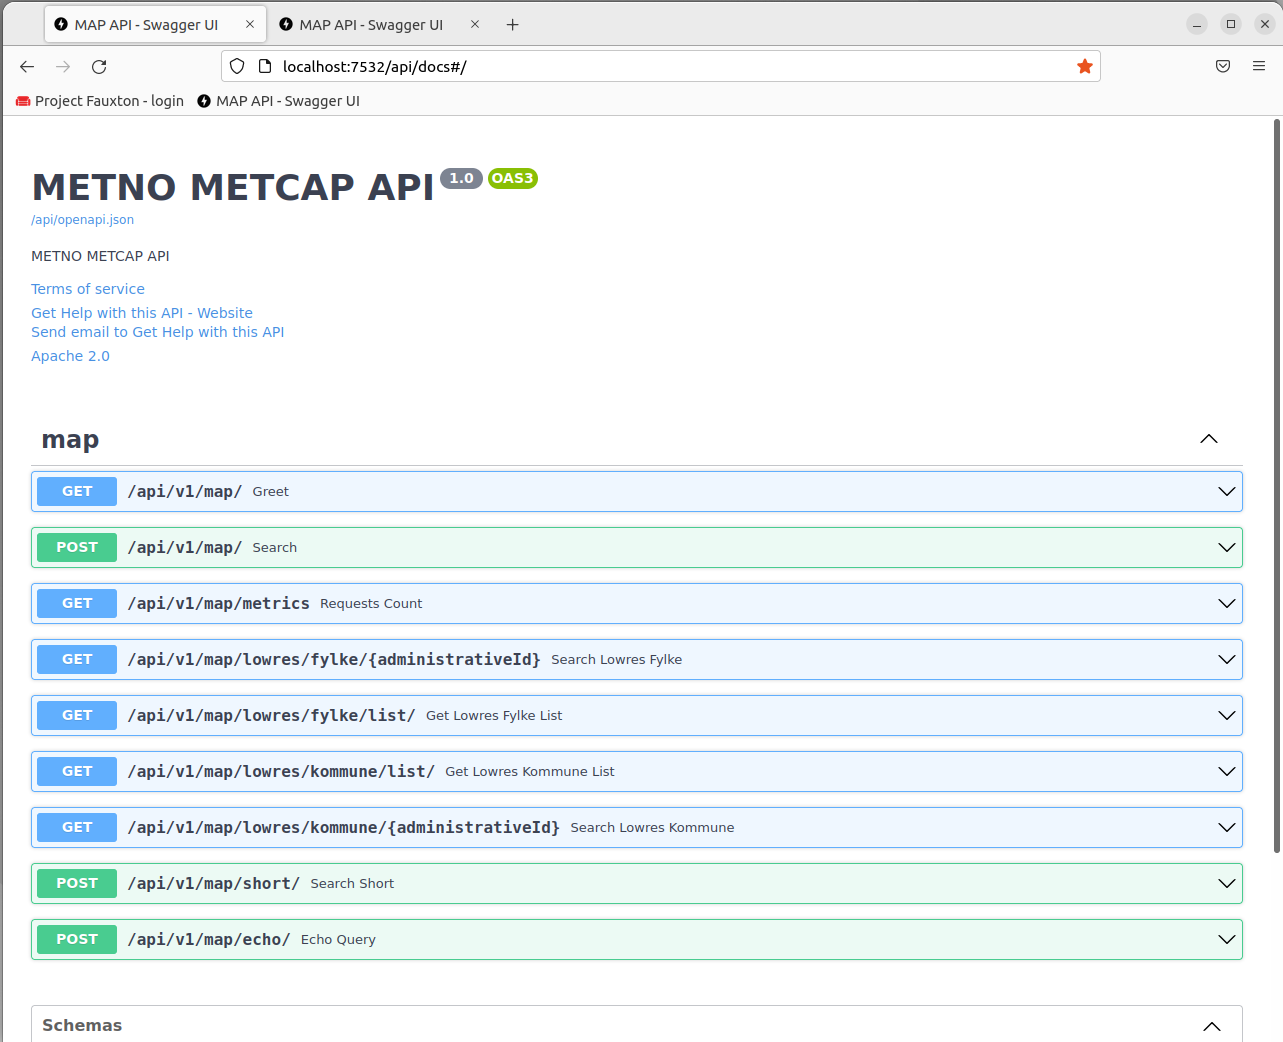 MAP API - Swagger UI MAP API - Swagger UI
localhost:7532/api/docs#/
Project Fauxton - login MAP API - Swagger UI
METNO METCAP API 1.0 OAS3
/api/openapi.json
METNO METCAP API
Terms of service
Get Help with this API - Website
Send email to Get Help with this API
Apache 2.0
map
GET /api/v1/map/ Greet
POST /api/v1/map/ Search
GET /api/v1/map/metrics Requests Count
GET /api/v1/map/lowres/fylke/{administrativeId} Search Lowres Fylke
GET /api/v1/map/lowres/fylke/list/ Get Lowres Fylke List
GET /api/v1/map/lowres/kommune/list/ Get Lowres Kommune List
GET /api/v1/map/lowres/kommune/{administrativeId} Search Lowres Kommune
POST /api/v1/map/short/ Search Short
POST /api/v1/map/echo/ Echo Query
Schemas